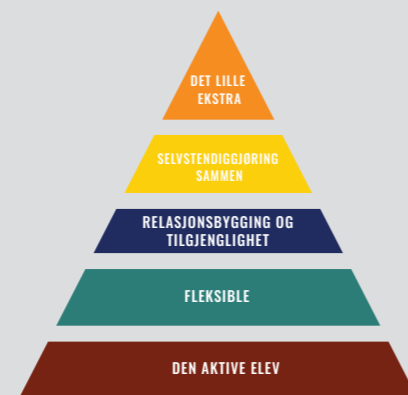 DET LILLE
EKSTRA
SELVSTENDIGGJØRING
SAMMEN
RELASJONSBYGGING OG
TILGJENGLIGHET
FLEKSIBLE
DEN AKTIVE ELEV